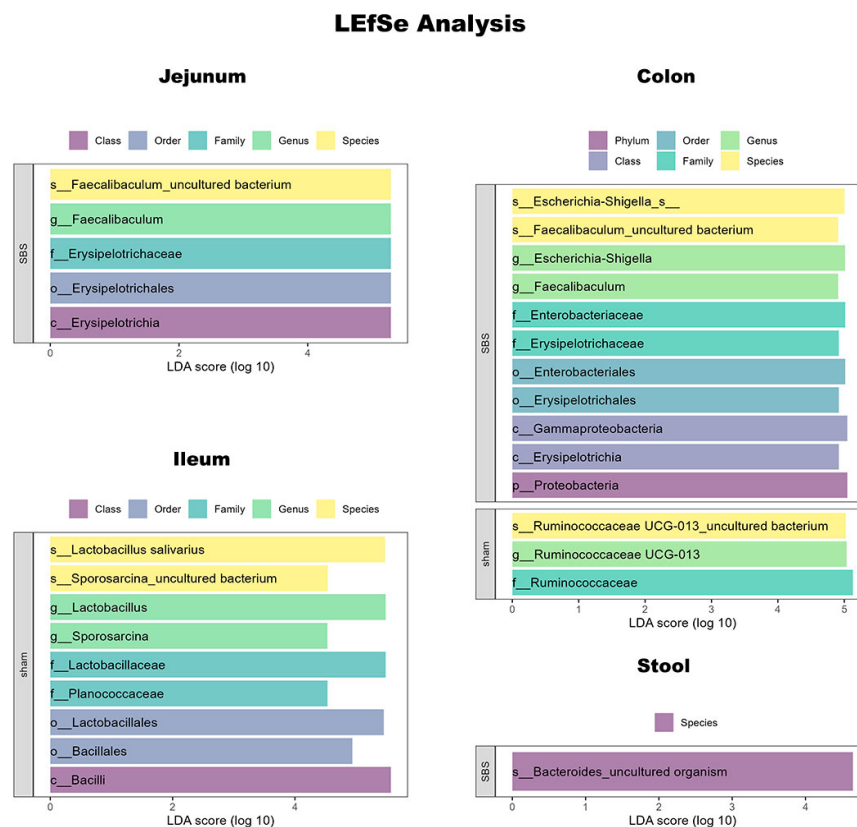 LEfSe Analysis
Jejunum
Class Order Family Genus Species
SBS
s__Faecalibaculum_uncultured bacterium
g__Faecalibaculum
f__Erysipelotrichaceae
o__Erysipelotrichales
c__Erysipelotrichia
0 2 4
LDA score (log 10)
Ileum
Class Order Family Genus Species
sham
s__Lactobacillus salivarius
s__Sporosarcina_uncultured bacterium
g__Lactobacillus
g__Sporosarcina
f__Lactobacillaceae
f__Planococcaceae
o__Lactobacillales
o__Bacillales
c__Bacilli
0 2 4
LDA score (log 10)
Colon
Phylum Order Genus
Class Family Species
SBS
s__Escherichia-Shigella_s__
s__Faecalibaculum_uncultured bacterium
g__Escherichia-Shigella
g__Faecalibaculum
f__Enterobacteriaceae
f__Erysipelotrichaceae
o__Enterobacteriales
o__Erysipelotrichales
c__Gammaproteobacteria
c__Erysipelotrichia
p__Proteobacteria
sham
s__Ruminococcaceae UCG-013_uncultured bacterium
g__Ruminococcaceae UCG-013
f__Ruminococcaceae
0 1 2 3 4 5
LDA score (log 10)
Stool
Species
SBS
s__Bacteroides_uncultured organism
0 1 2 3 4
LDA score (log 10)